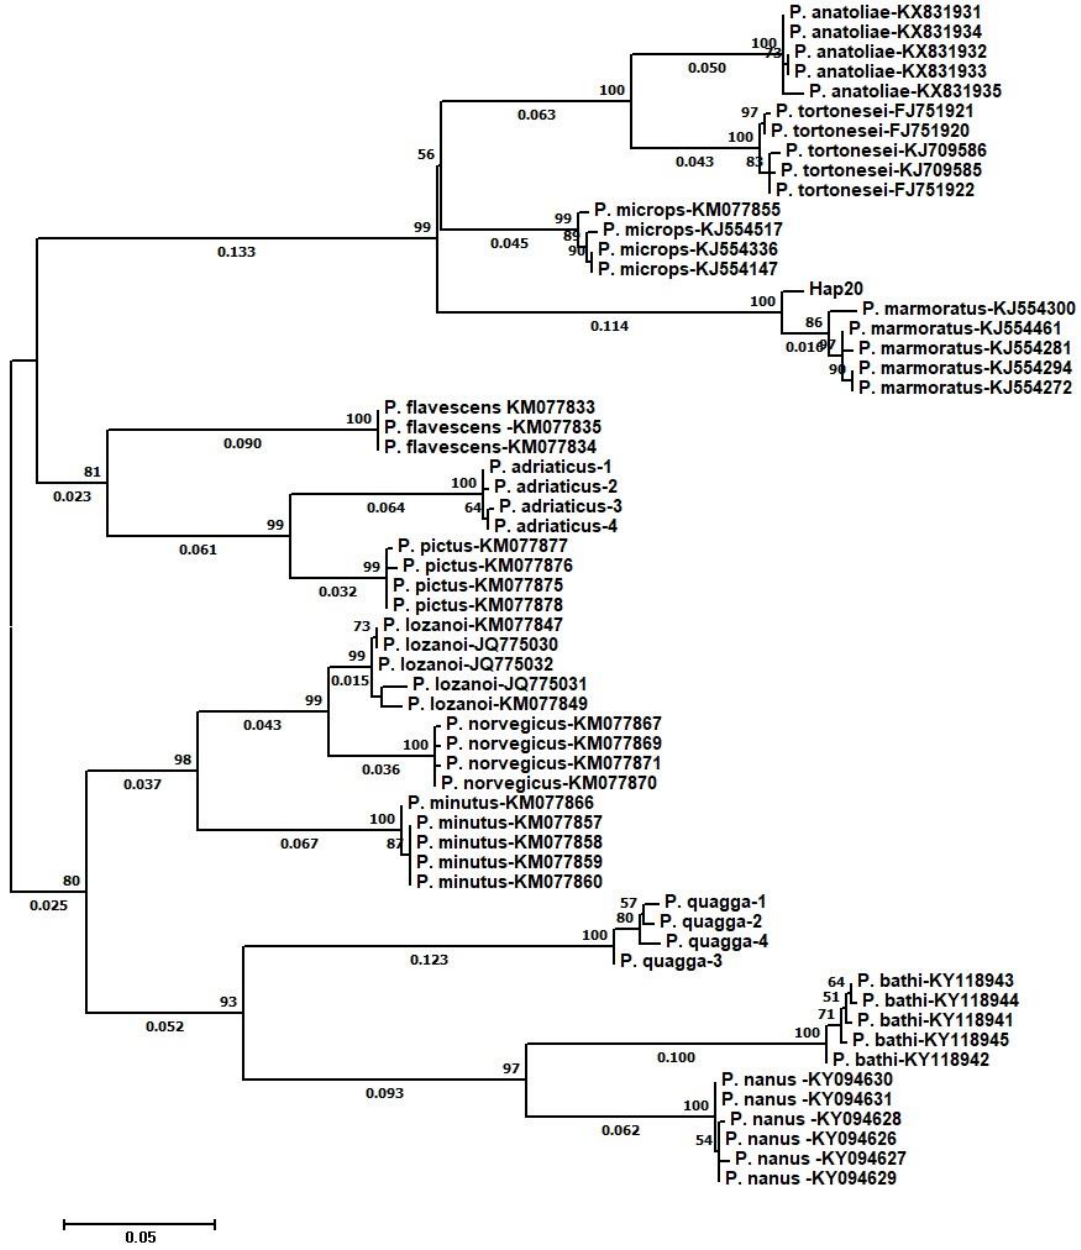 P. anatoliae-KX831931
P. anatoliae-KX831934
100
P. anatoliae-KX831932
73
0.050
P. anatoliae-KX831933
100
P. anatoliae-KX831935
0.063
97
P. tortonesei-FJ751921
100
P. tortonesei-FJ751920
56
P. tortonesei-KJ709586
0.043
83
P. tortonesei-KJ709585
P. tortonesei-FJ751922
99
P. microps-KM077855
99
89
P. microps-KJ554517
0.133
0.045
90
P. microps-KJ554336
P. microps-KJ554147
100
Hap20
P. marmoratus-KJ554300
0.114
86
P. marmoratus-KJ554461
97
P. marmoratus-KJ554281
90
P. marmoratus-KJ554294
P. marmoratus-KJ554272
P. flavescens KM077833
100
P. flavescens -KM077835
0.090
P. flavescens-KM077834
81
P. adriaticus-1
0.023
100
P. adriaticus-2
0.064
64
P. adriaticus-3
99
P. adriaticus-4
0.061
P. pictus-KM077877
99
P. pictus-KM077876
0.032
P. pictus-KM077875
P. pictus-KM077878
73
P. lozanoi-KM077847
P. lozanoi-JQ775030
99
P. lozanoi-JQ775032
0.015
P. lozanoi-JQ775031
99
P. lozanoi-KM077849
0.043
P. norvegicus-KM077867
100
P. norvegicus-KM077869
98
0.036
P. norvegicus-KM077871
0.037
P. norvegicus-KM077870
P. minutus-KM077866
100
P. minutus-KM077857
0.067
87
P. minutus-KM077858
P. minutus-KM077859
80
P. minutus-KM077860
0.025
57
P. quagga-1
80
P. quagga-2
100
P. quagga-4
0.123
P. quagga-3
64
P. bathi-KY118943
93
51
P. bathi-KY118944
0.052
71
P. bathi-KY118941
100
P. bathi-KY118945
0.100
P. bathi-KY118942
97
P. nanus -KY094630
0.093
P. nanus -KY094631
100
P. nanus -KY094628
0.062
54
P. nanus -KY094626
P. nanus -KY094627
P. nanus -KY094629
0.05